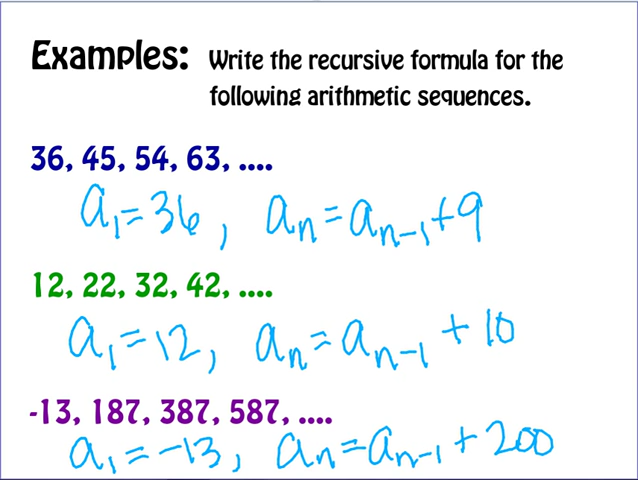 Examples: Write the recursive formula for the
following arithmetic sequences.
36, 45, 54, 63, ....
a₁ = 36, aₙ = aₙ₋₁ + 9
12, 22, 32, 42, ....
a₁ = 12, aₙ = aₙ₋₁ + 10
-13, 187, 387, 587, ....
a₁ = -13, aₙ = aₙ₋₁ + 200